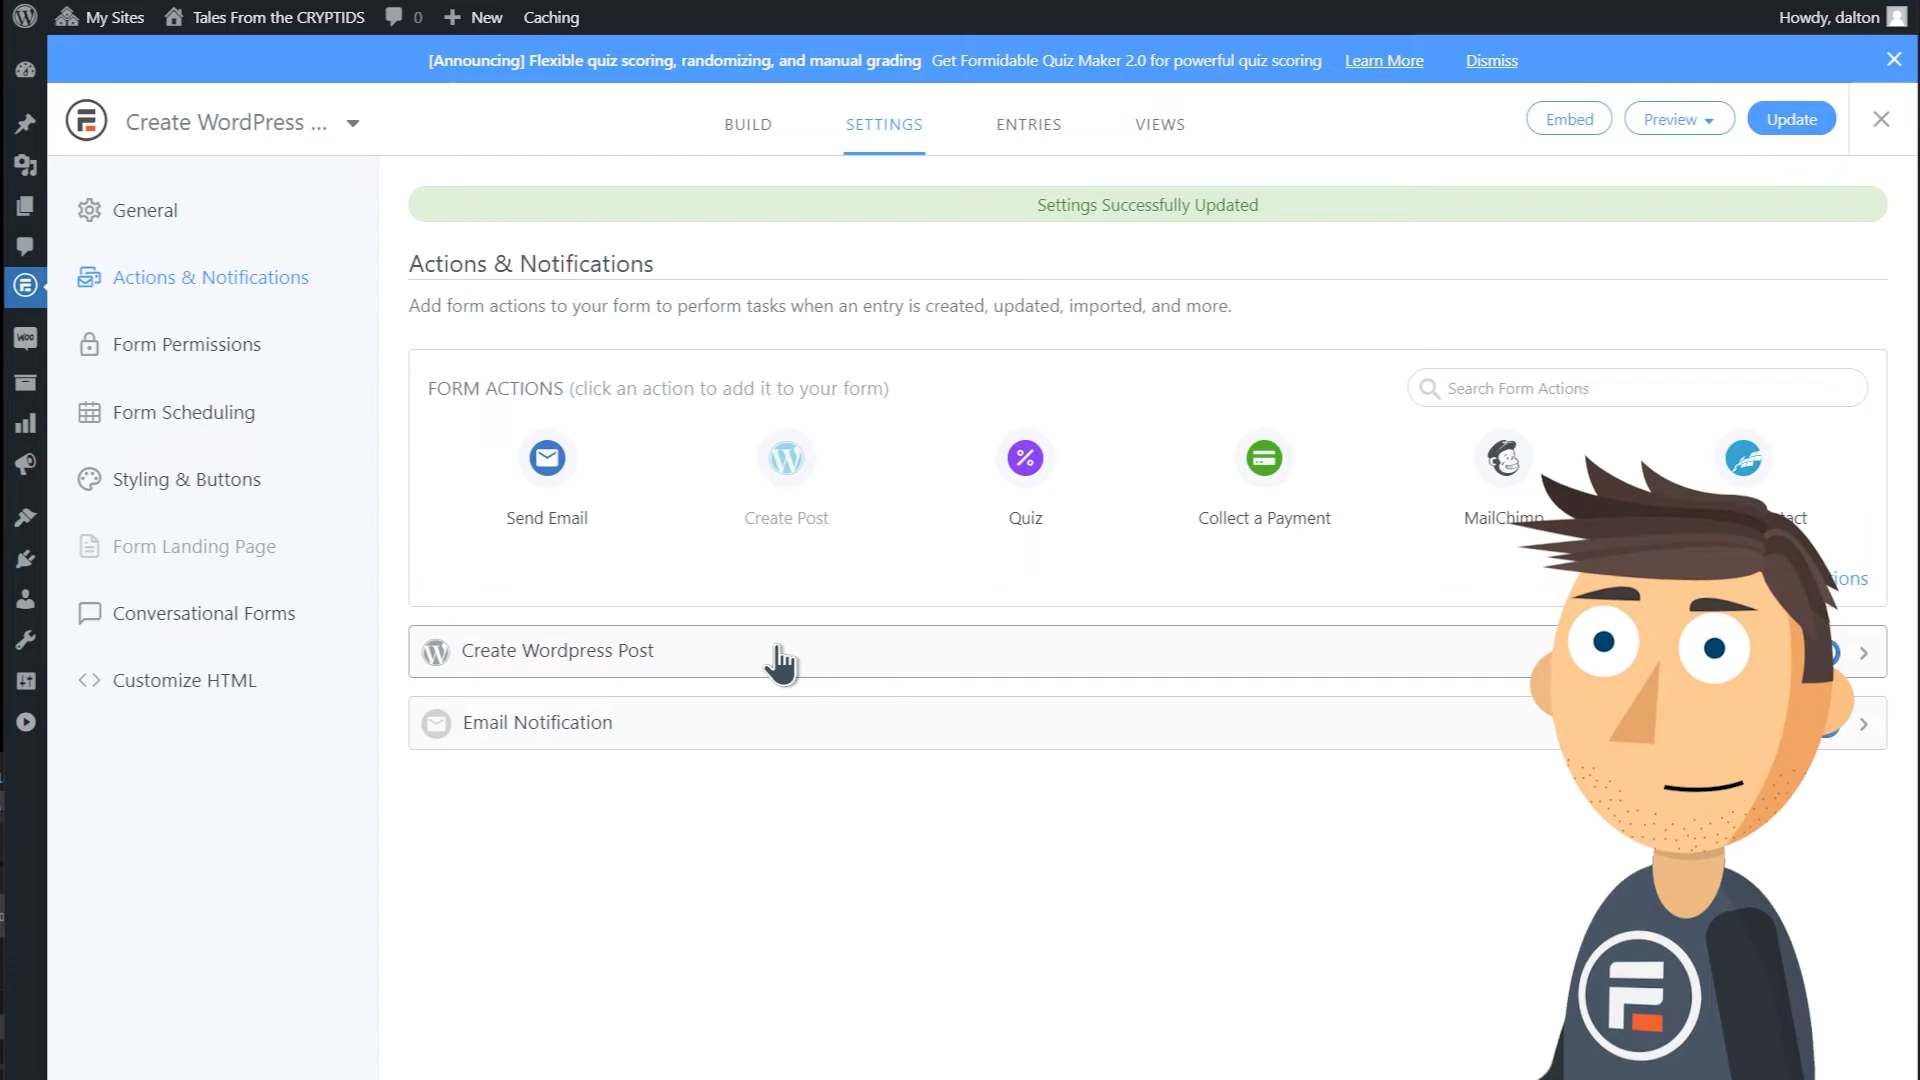 My Sites
Tales From the CRYPTIDS
0
New
Caching
Howdy, dalton
[Announcing] Flexible quiz scoring, randomizing, and manual grading Get Formidable Quiz Maker 2.0 for powerful quiz scoring Learn More Dismiss
Create WordPress ...
BUILD
SETTINGS
ENTRIES
VIEWS
Embed
Preview
Update
General
Actions & Notifications
Form Permissions
Form Scheduling
Styling & Buttons
Form Landing Page
Conversational Forms
Customize HTML
Settings Successfully Updated
Actions & Notifications
Add form actions to your form to perform tasks when an entry is created, updated, imported, and more.
FORM ACTIONS (click an action to add it to your form)
Search Form Actions
Send Email
Create Post
Quiz
Collect a Payment
MailChimp
Create Wordpress Post
Email Notification
WOO